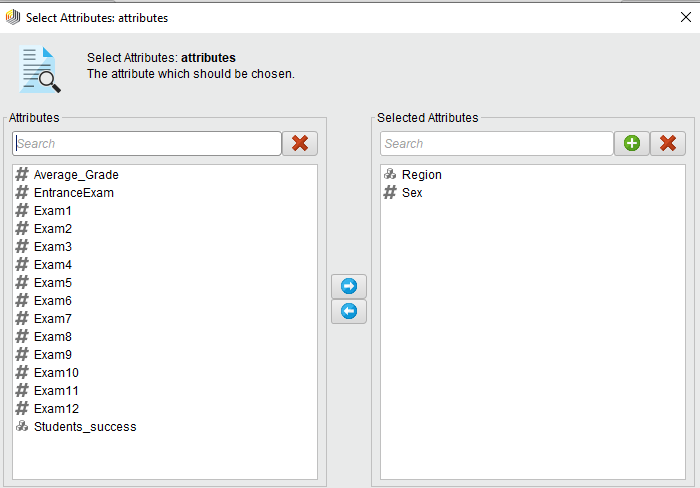 Select Attributes: attributes
Select Attributes: attributes
The attribute which should be chosen.
Attributes
Search
Average_Grade
EntranceExam
Exam1
Exam2
Exam3
Exam4
Exam5
Exam6
Exam7
Exam8
Exam9
Exam10
Exam11
Exam12
Students_success
Selected Attributes
Search
Region
Sex